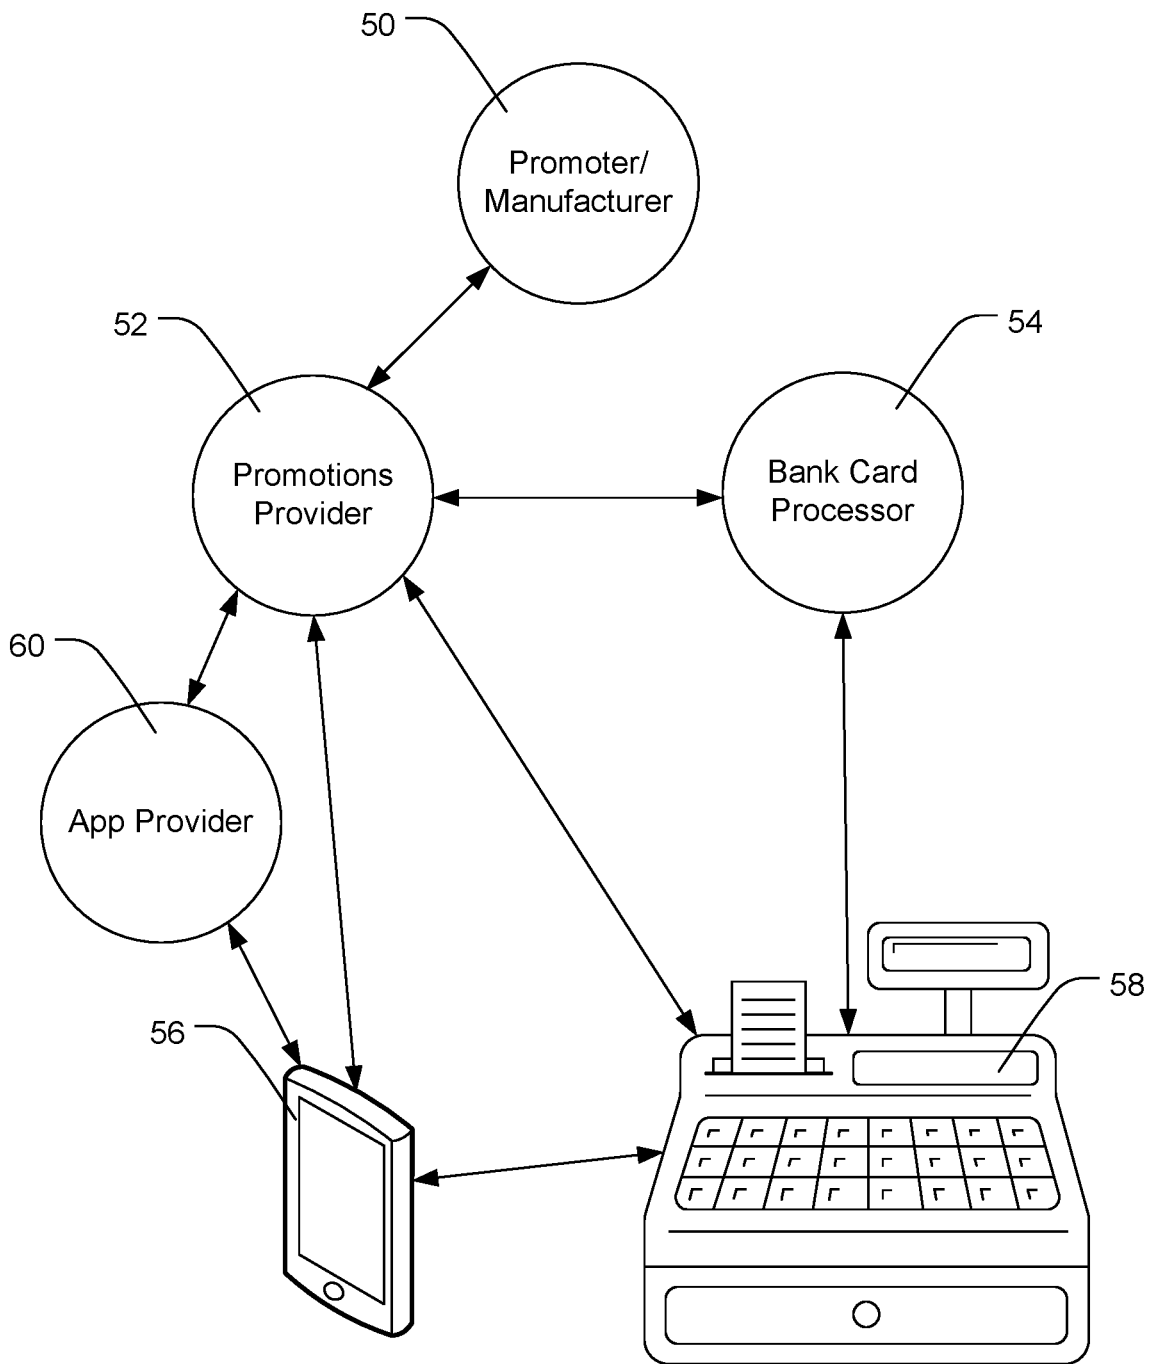 50
Promoter/
Manufacturer
52
54
Promotions
Provider
Bank Card
Processor
60
App Provider
58
56